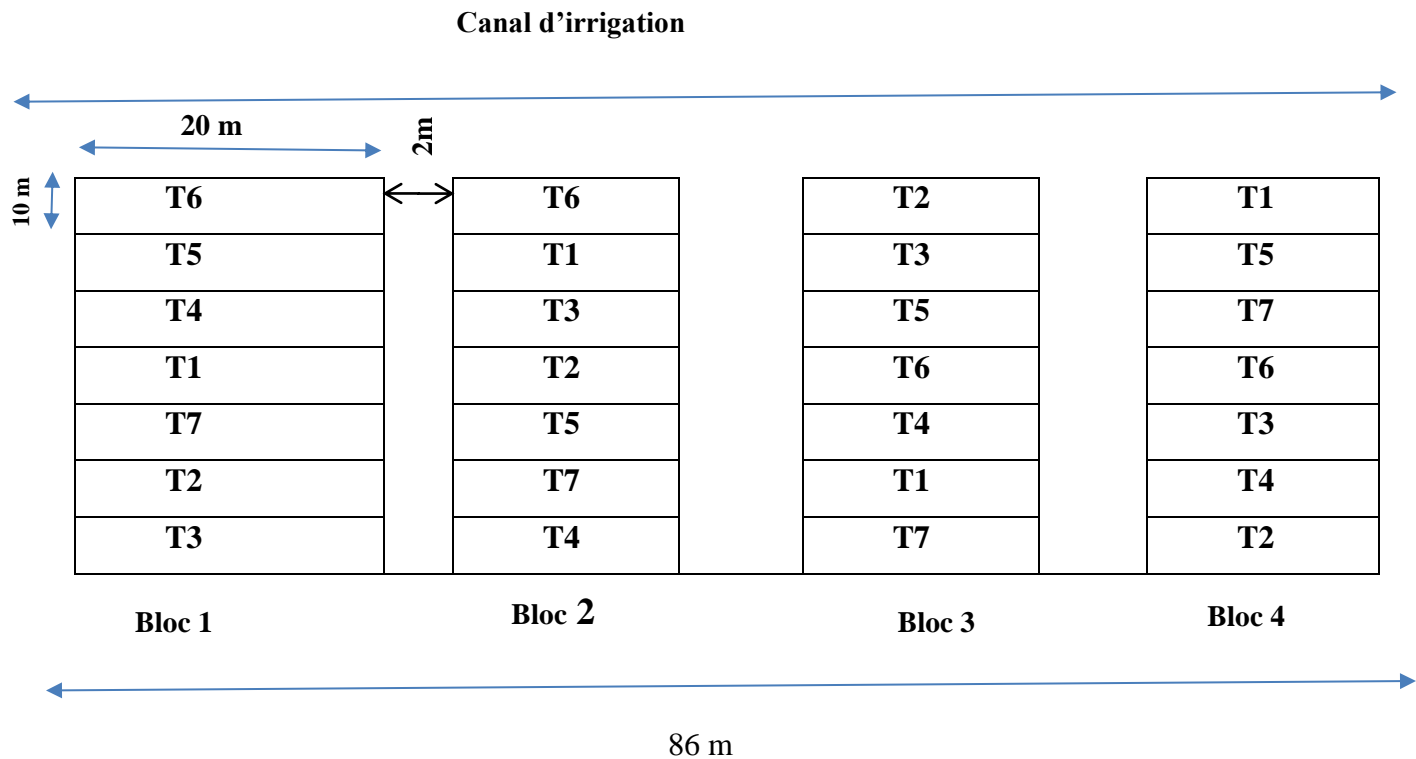 Canal d’irrigation
20 m
2m
10 m
T6 T6 T2 T1
T5 T1 T3 T5
T4 T3 T5 T7
T1 T2 T6 T6
T7 T5 T4 T3
T2 T7 T1 T4
T3 T4 T7 T2
Bloc 1 Bloc 2 Bloc 3 Bloc 4
86 m